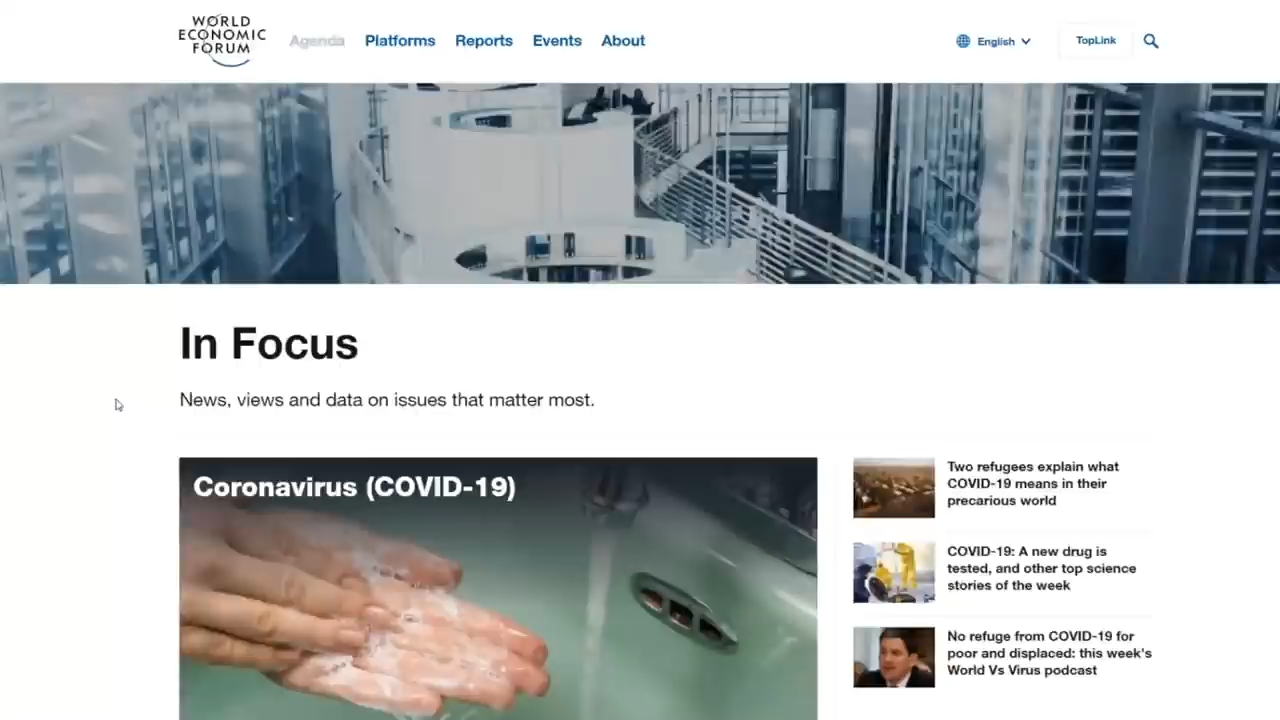 WORLD
ECONOMIC
FORUM
Agenda Platforms Reports Events About
English
TopLink
In Focus
News, views and data on issues that matter most.
Coronavirus (COVID-19)
Two refugees explain what
COVID-19 means in their
precarious world
COVID-19: A new drug is
tested, and other top science
stories of the week
No refuge from COVID-19 for
poor and displaced: this week's
World Vs Virus podcast